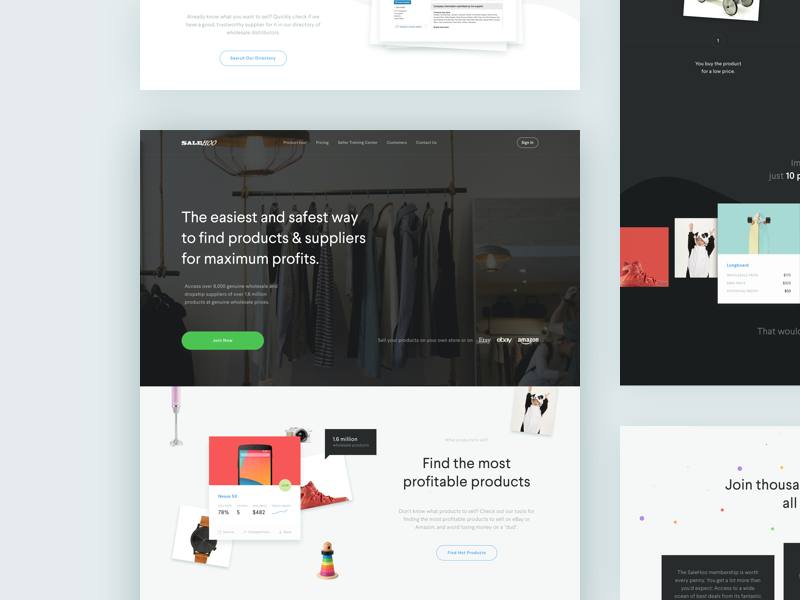 Already know what you want to sell? Quickly check if we
have a good, trustworthy supplier for it in our directory of
wholesale distributors.
Search Our Directory
1
You buy the product
for a low price.
SALEHOO
Product tour
Pricing
Seller Training Center
Customers
Contact Us
Sign In
The easiest and safest way
to find products & suppliers
for maximum profits.
Access over 8,000 genuine wholesale and
dropship suppliers of over 1.6 million
products at genuine wholesale prices.
Join Now
Sell your products on your own store or on
Etsy
ebay
amazon
just 10 p
Longboard
$175
$50
That would
1.6 million
wholesale products
Nexus 5X
78%
5
$482
What products to sell?
Find the most
profitable products
Don't know what products to sell? Check out our tools for
finding the most profitable products to sell on eBay or
Amazon, and avoid losing money on a "dud".
Find Hot Products
Join thousa
all
The SaleHoo membership is worth
every penny. You get a lot more than
you'd expect: Access to a wide
ocean of best deals from its fantastic